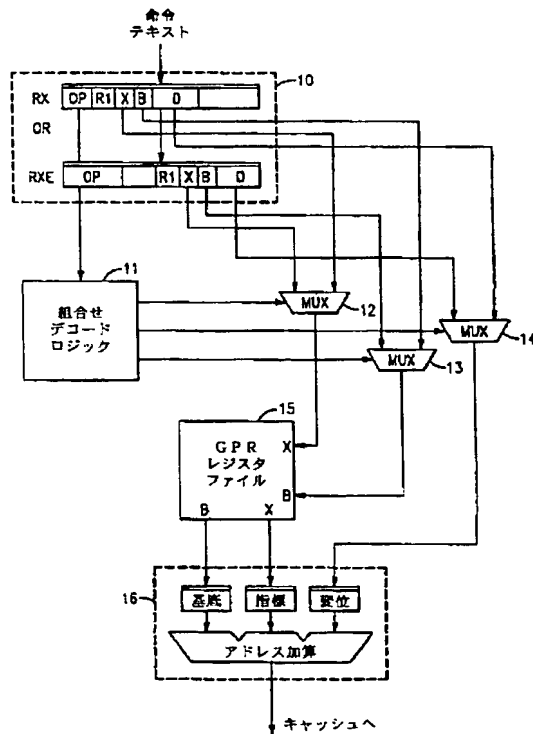 命令
テキスト
10
RX OP R1 X B D
OR
RXE OP R1 X B D
11
組合せ
デコード
ロジック
MUX 12
MUX 14
MUX 13
15
GPR
レジスタ
ファイル
X
B
B X
16
基底 指標 変位
アドレス加算
キャッシュへ